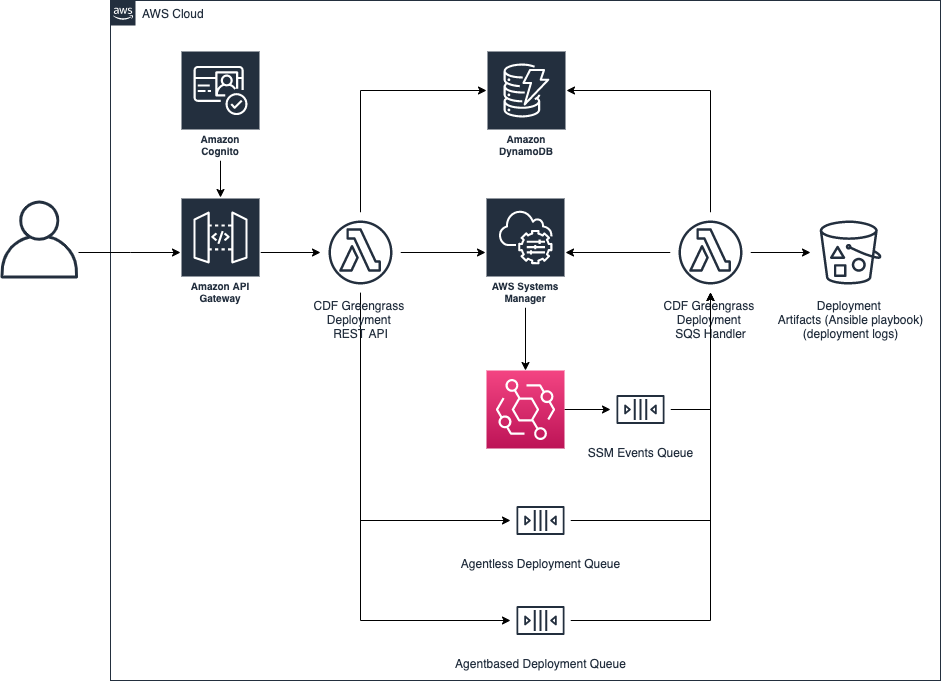 aws
AWS Cloud
Amazon
Cognito
Amazon
DynamoDB
</>
Amazon API
Gateway
AWS Systems
Manager
CDF Greengrass
Deployment
REST API
CDF Greengrass
Deployment
SQS Handler
Deployment
Artifacts (Ansible playbook)
(deployment logs)
SSM Events Queue
Agentless Deployment Queue
Agentbased Deployment Queue